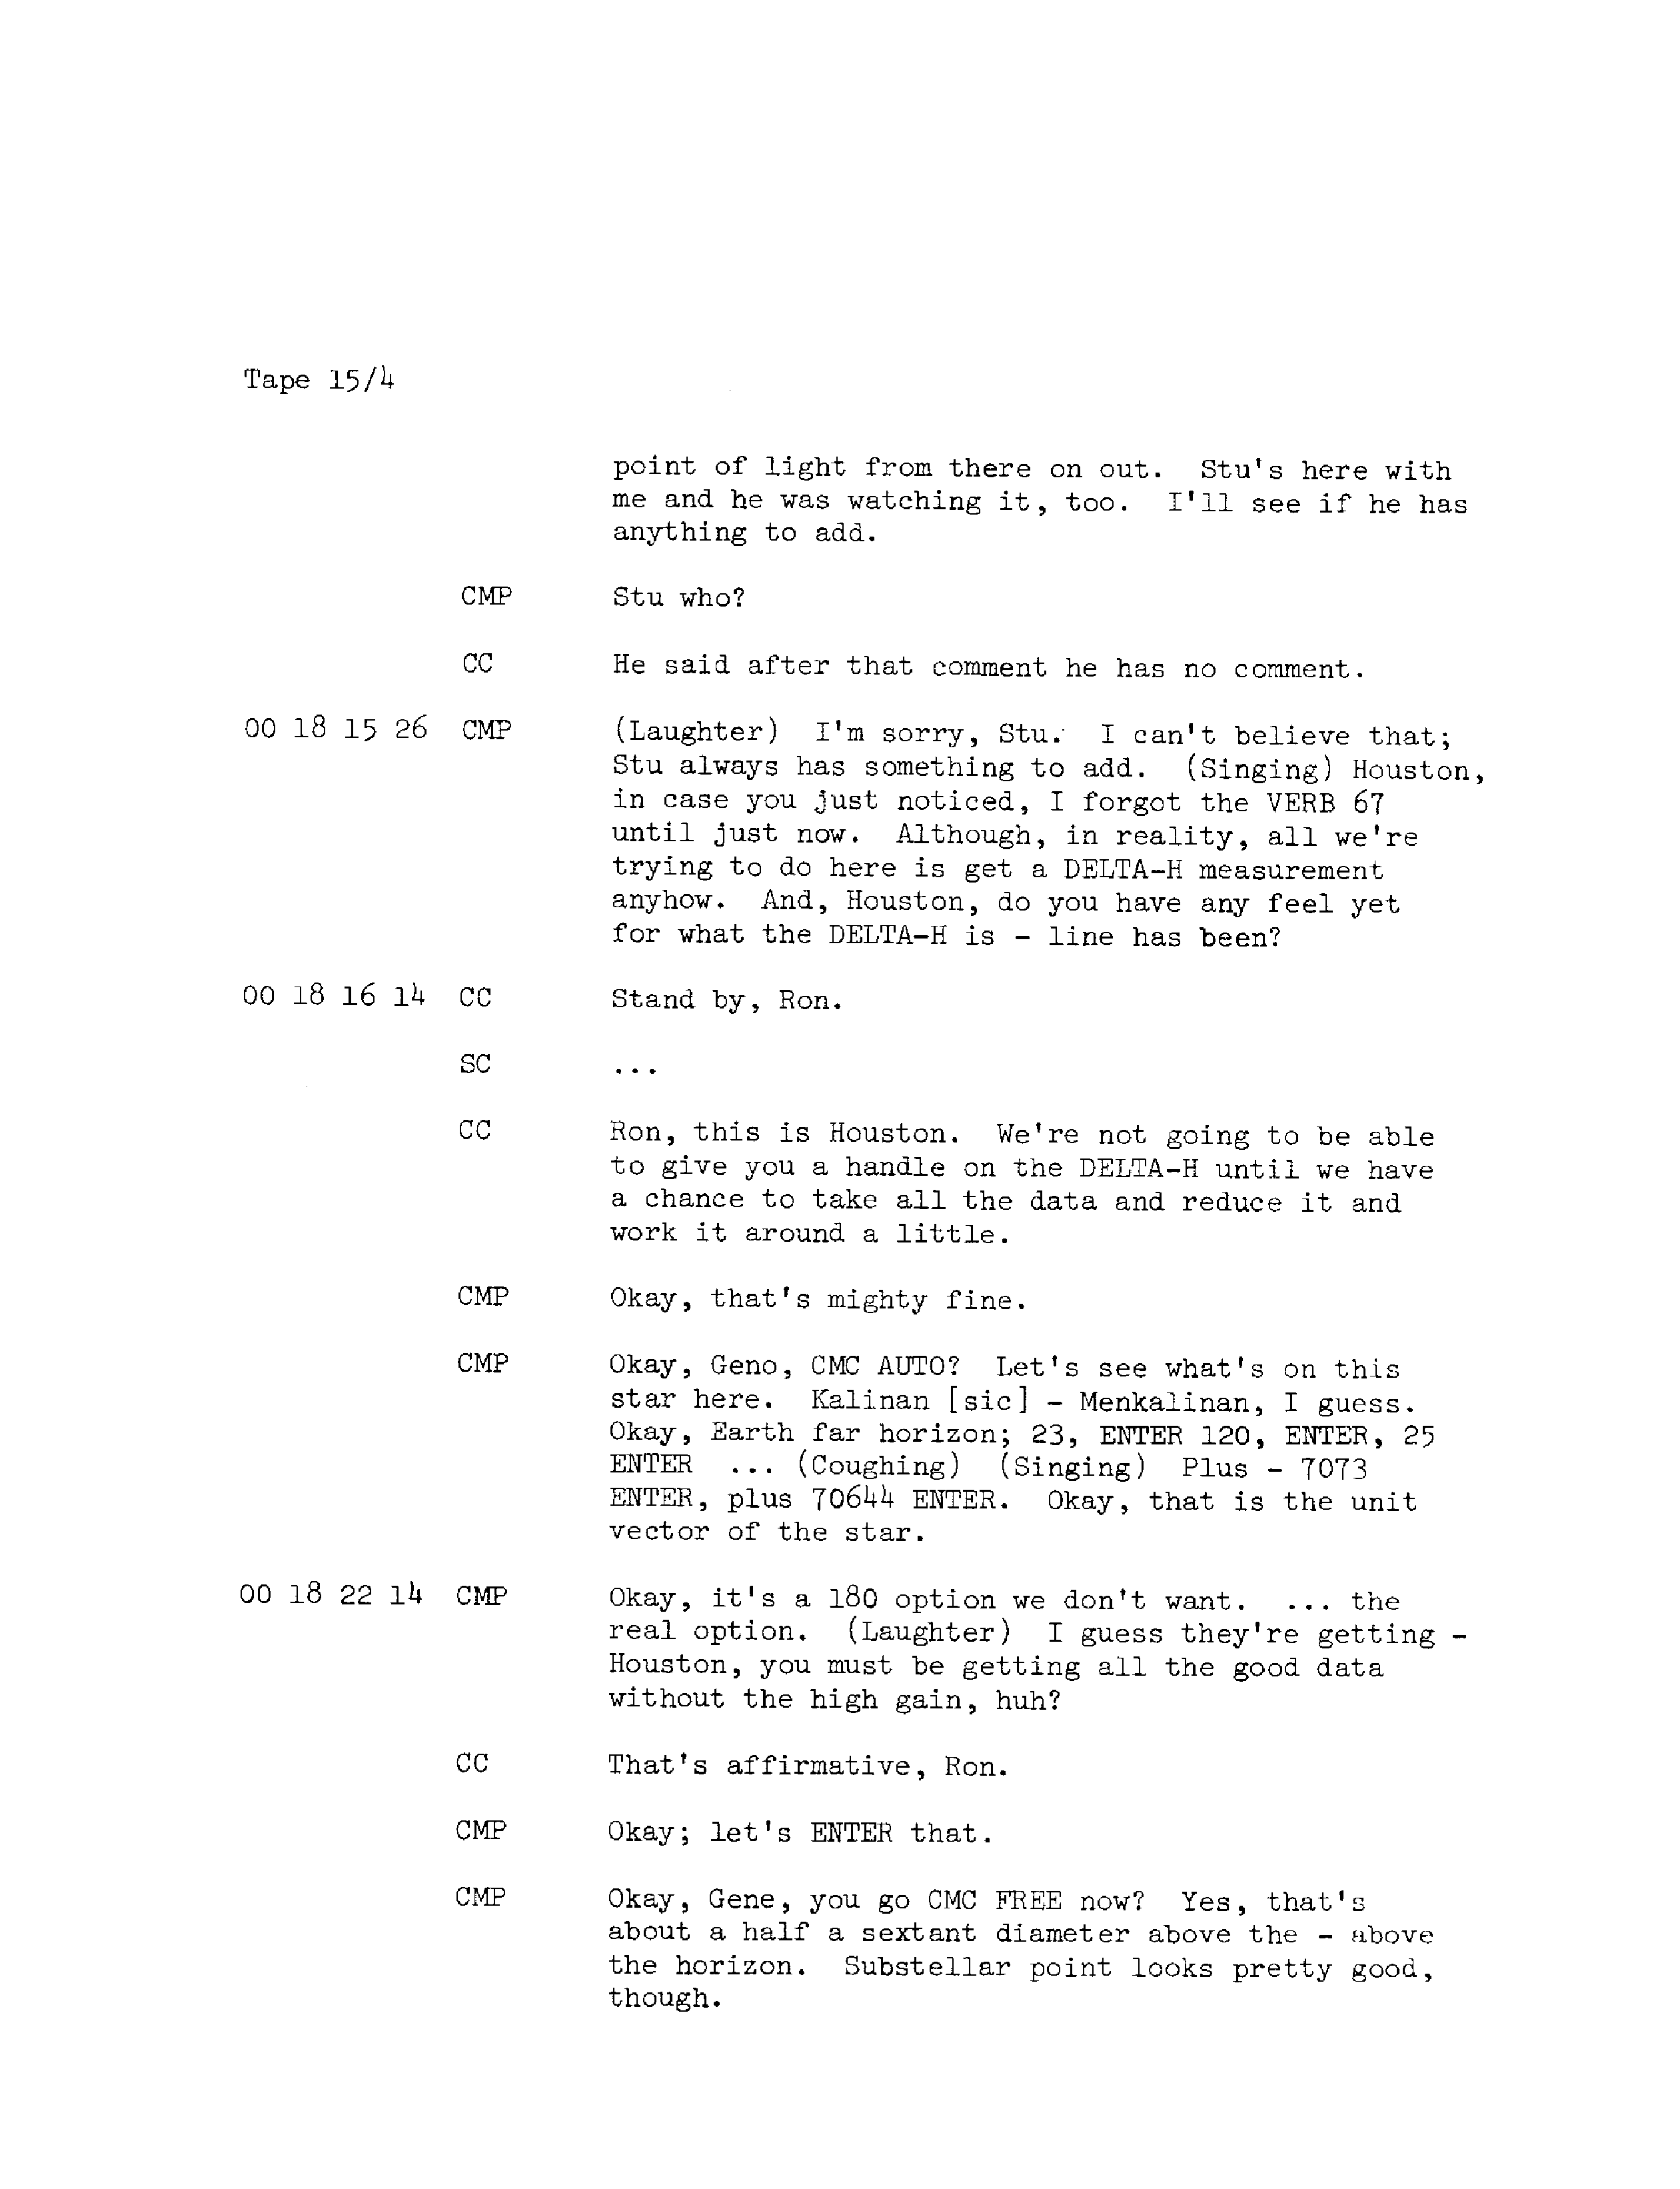 Tape 15/4
point of light from there on out. Stu's here with
me and he was watching it, too. I'll see if he has
anything to add.
CMP Stu who?
CC He said after that comment he has no comment.
00 18 15 26 CMP (Laughter) I'm sorry, Stu. I can't believe that;
Stu always has something to add. (Singing) Houston,
in case you just noticed, I forgot the VERB 67
until just now. Although, in reality, all we're
trying to do here is get a DELTA-H measurement
anyhow. And, Houston, do you have any feel yet
for what the DELTA-H is - line has been?
00 18 16 14 CC Stand by, Ron.
SC ...
CC Ron, this is Houston. We're not going to be able
to give you a handle on the DELTA-H until we have
a chance to take all the data and reduce it and
work it around a little.
CMP Okay, that's mighty fine.
CMP Okay, Geno, CMC AUTO? Let's see what's on this
star here. Kalinan [sic] - Menkalinan, I guess.
Okay, Earth far horizon; 23, ENTER 120, ENTER, 25
ENTER ... (Coughing) (Singing) Plus - 7073
ENTER, plus 70644 ENTER. Okay, that is the unit
vector of the star.
00 18 22 14 CMP Okay, it's a 180 option we don't want. ... the
real option. (Laughter) I guess they're getting -
Houston, you must be getting all the good data
without the high gain, huh?
CC That's affirmative, Ron.
CMP Okay; let's ENTER that.
CMP Okay, Gene, you go CMC FREE now? Yes, that's
about a half a sextant diameter above the - above
the horizon. Substellar point looks pretty good,
though.